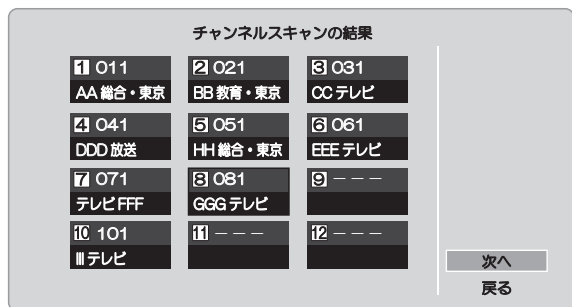 チャンネルスキャンの結果
1 011 2 021 3 031
AA 総合・東京 BB 教育・東京 CC テレビ
4 041 5 051 6 061
DDD 放送 HH 総合・東京 EEE テレビ
7 071 8 081 9 ---
テレビ FFF GGG テレビ
10 101 11 --- 12 ---
III テレビ
次へ
戻る